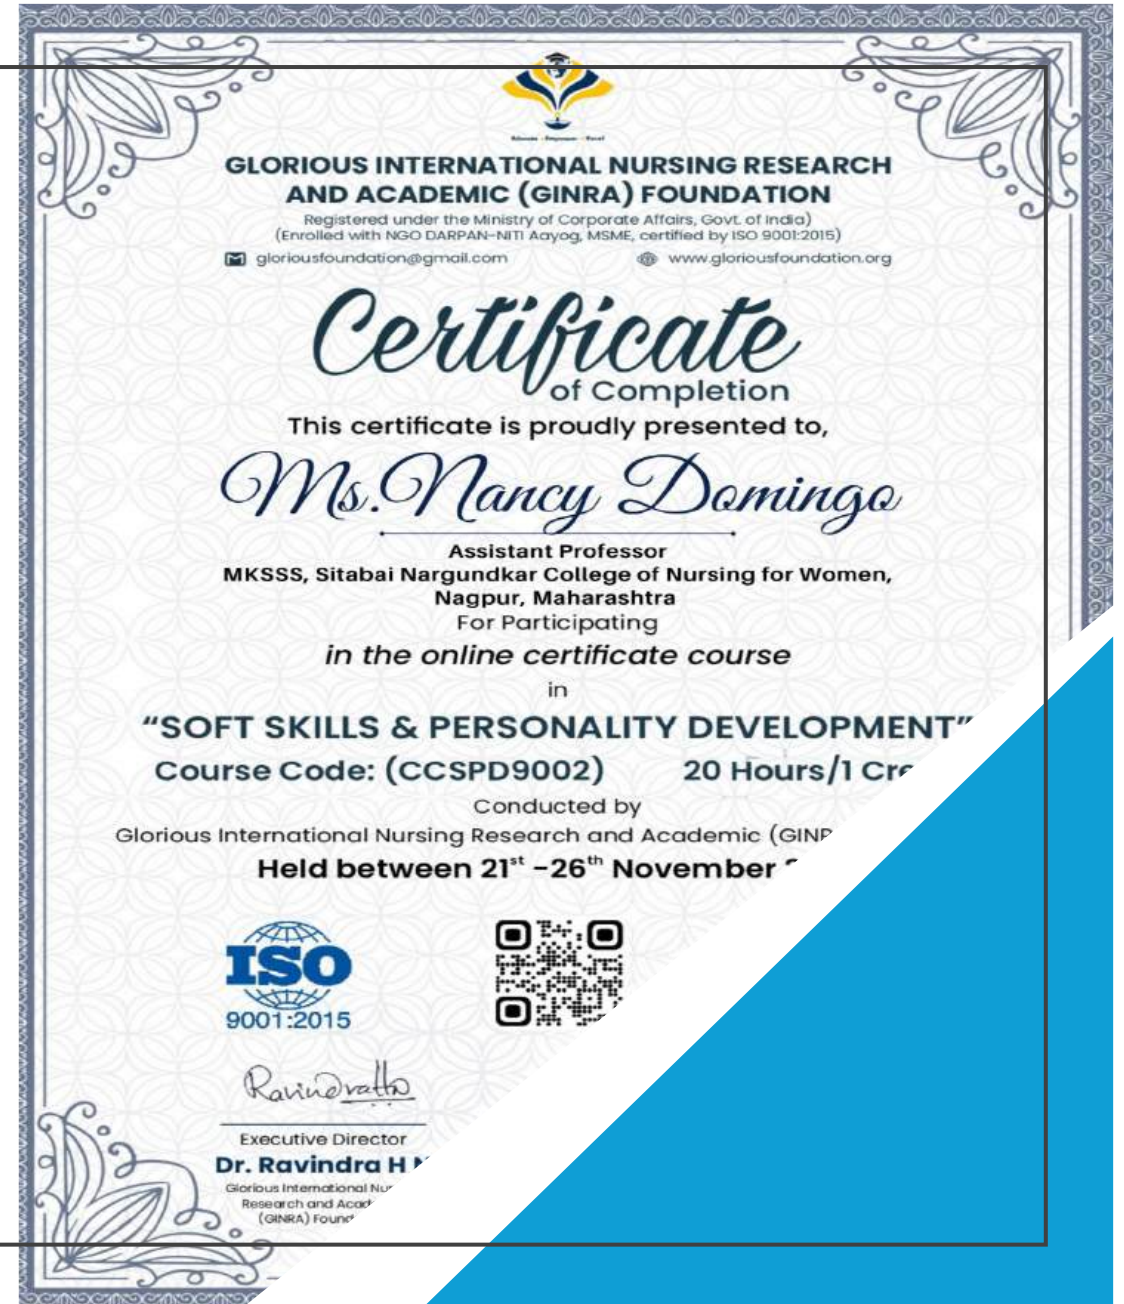 GLORIOUS INTERNATIONAL NURSING RESEARCH
AND ACADEMIC (GINRA) FOUNDATION
Registered under the Ministry of Corporate Affairs, Govt. of India)
(Enrolled with NGO DARPAN-NITI Aayog, MSME, certified by ISO 9001:2015)
gloriousfoundation@gmail.com www.gloriousfoundation.org
Certificate
of Completion
This certificate is proudly presented to,
Ms.Nancy Domingo
Assistant Professor
MKSSS, Sitabai Nargundkar College of Nursing for Women,
Nagpur, Maharashtra
For Participating
in the online certificate course
in
“SOFT SKILLS & PERSONALITY DEVELOPMENT”
Course Code: (CCSPD9002) 20 Hours/1
Conducted by
Glorious International Nursing Research and Academic
Held between 21st -26th November
ISO
9001:2015
Executive Director
Dr. Ravindra H
Glorious International
Research and
(GINRA)